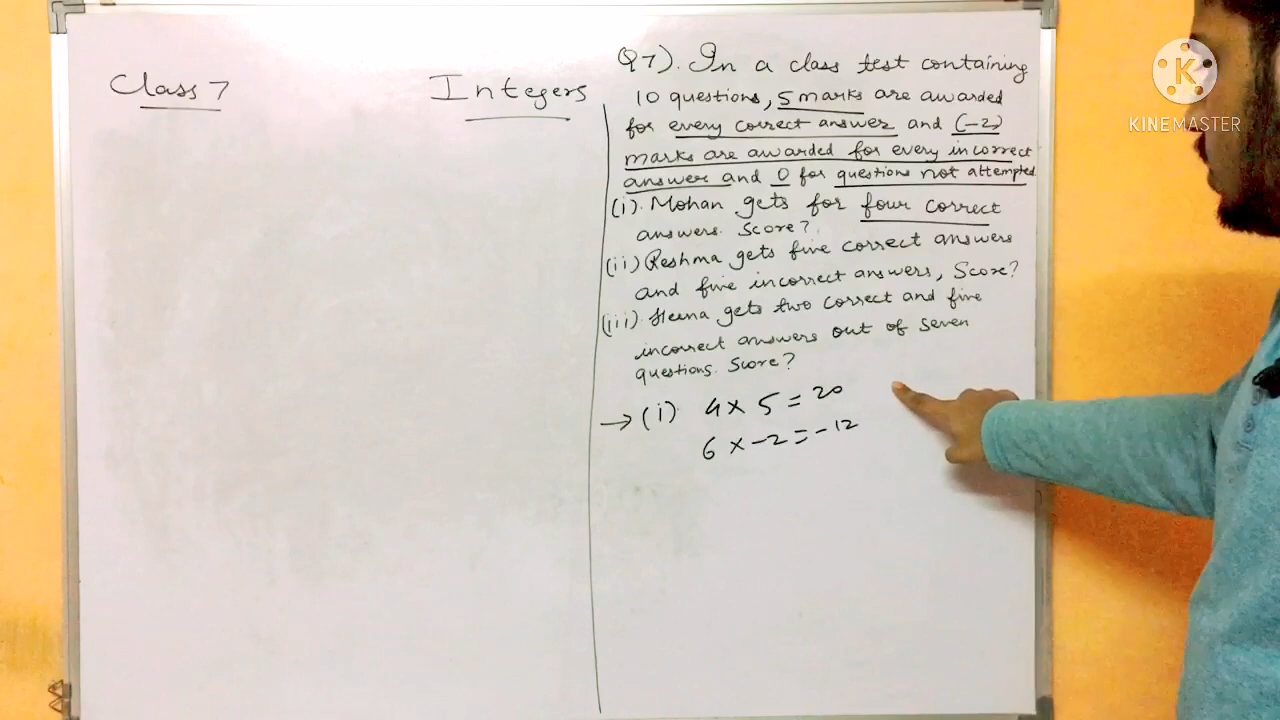 Class 7
Integers
Q7). In a class test containing
10 questions, 5 marks are awarded
for every correct answer and (-2)
marks are awarded for every incorrect
answer and 0 for questions not attempted
(i). Mohan gets for four correct
answers. Score?
(ii) Reshma gets five correct answers
and five incorrect answers, Score?
(iii). Heena gets two correct and five
incorrect answers out of seven
questions. Score?
→ (i) 4 × 5 = 20
6 × -2 = -12
K
KINEMASTER